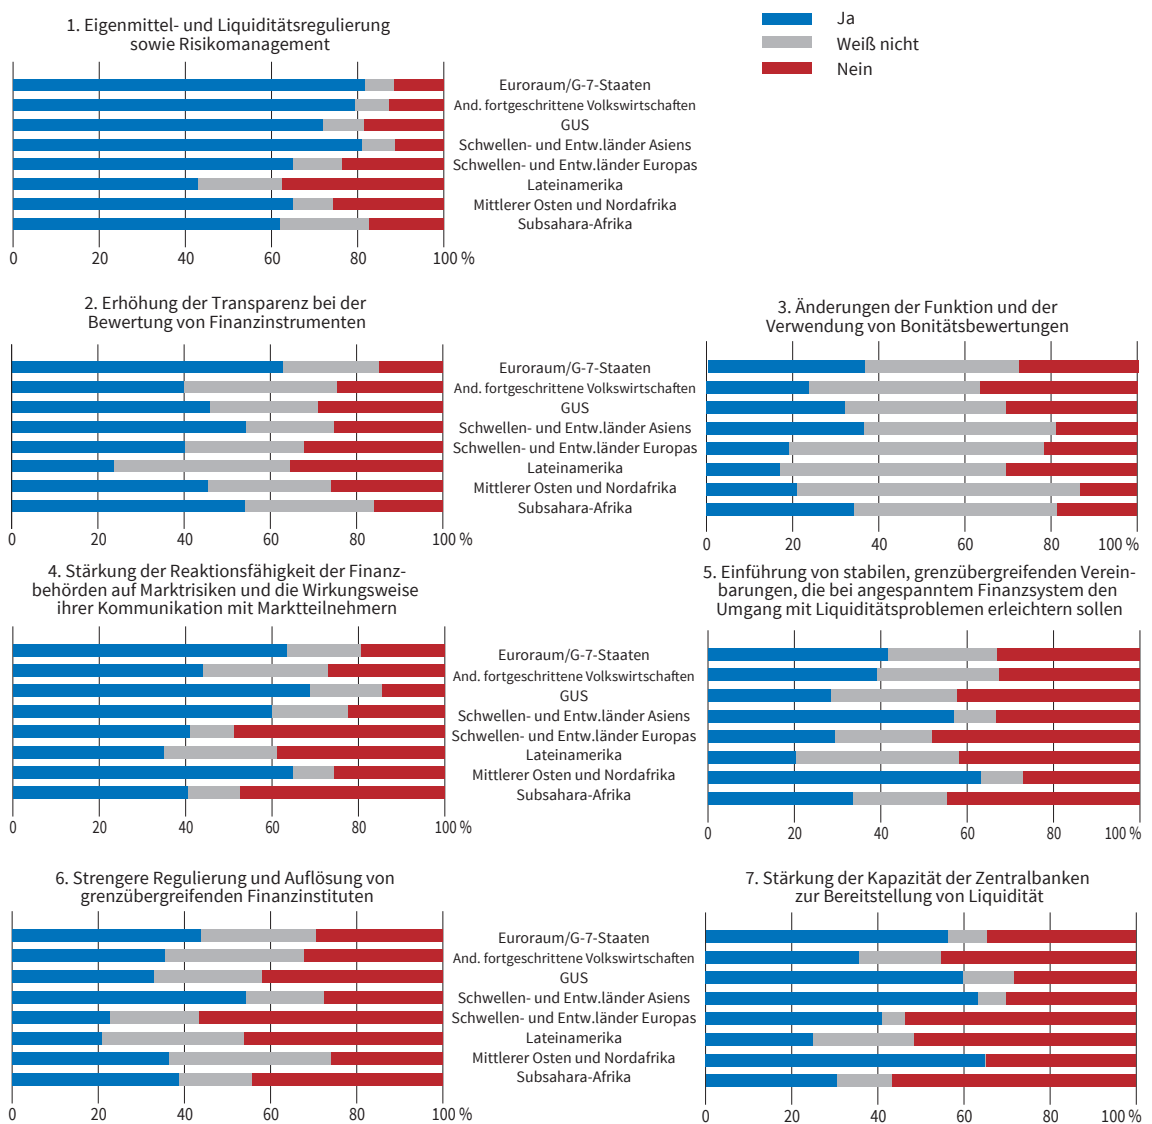 1. Eigenmittel- und Liquiditätsregulierung
sowie Risikomanagement
Ja
Weiß nicht
Nein
Euroraum/G-7-Staaten
And. fortgeschrittene Volkswirtschaften
GUS
Schwellen- und Entw.länder Asiens
Schwellen- und Entw.länder Europas
Lateinamerika
Mittlerer Osten und Nordafrika
Subsahara-Afrika
0 20 40 60 80 100 %
2. Erhöhung der Transparenz bei der
Bewertung von Finanzinstrumenten
3. Änderungen der Funktion und der
Verwendung von Bonitätsbewertungen
Euroraum/G-7-Staaten
And. fortgeschrittene Volkswirtschaften
GUS
Schwellen- und Entw.länder Asiens
Schwellen- und Entw.länder Europas
Lateinamerika
Mittlerer Osten und Nordafrika
Subsahara-Afrika
0 20 40 60 80 100 %
0 20 40 60 80 100 %
4. Stärkung der Reaktionsfähigkeit der Finanz-
behörden auf Marktrisiken und die Wirkungsweise
ihrer Kommunikation mit Marktteilnehmern
5. Einführung von stabilen, grenzübergreifenden Verein-
barungen, die bei angespanntem Finanzsystem den
Umgang mit Liquiditätsproblemen erleichtern sollen
Euroraum/G-7-Staaten
And. fortgeschrittene Volkswirtschaften
GUS
Schwellen- und Entw.länder Asiens
Schwellen- und Entw.länder Europas
Lateinamerika
Mittlerer Osten und Nordafrika
Subsahara-Afrika
0 20 40 60 80 100 %
0 20 40 60 80 100 %
6. Strengere Regulierung und Auflösung von
grenzübergreifenden Finanzinstituten
7. Stärkung der Kapazität der Zentralbanken
zur Bereitstellung von Liquidität
Euroraum/G-7-Staaten
And. fortgeschrittene Volkswirtschaften
GUS
Schwellen- und Entw.länder Asiens
Schwellen- und Entw.länder Europas
Lateinamerika
Mittlerer Osten und Nordafrika
Subsahara-Afrika
0 20 40 60 80 100 %
0 20 40 60 80 100 %